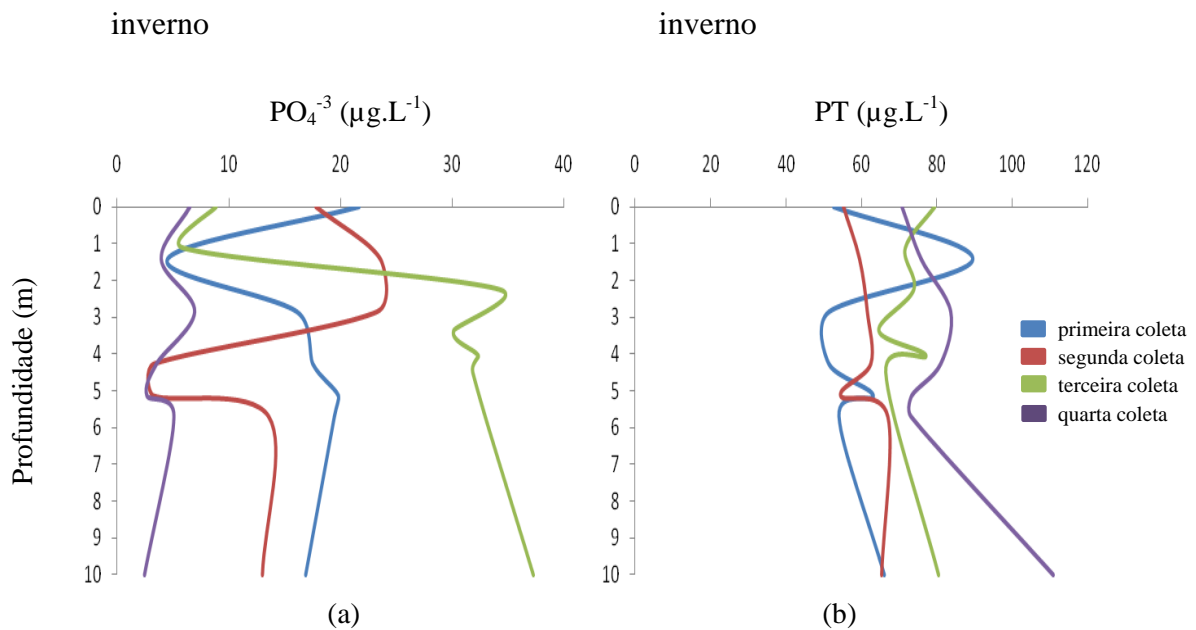 inverno inverno
PO₄⁻³ (µg.L⁻¹) PT (µg.L⁻¹)
0 10 20 30 40 0 20 40 60 80 100 120
Profundidade (m)
0 0
1 1
2 2
3 3
4 4
5 5
6 6
7 7
8 8
9 9
10 10
primeira coleta
segunda coleta
terceira coleta
quarta coleta
(a) (b)